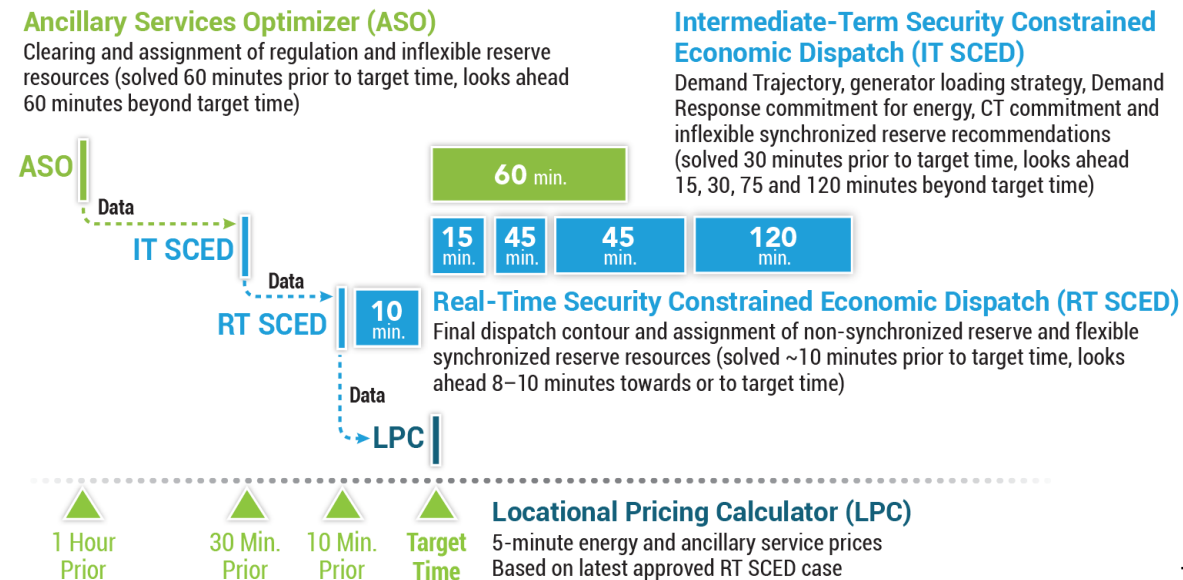 Ancillary Services Optimizer (ASO)
Clearing and assignment of regulation and inflexible reserve
resources (solved 60 minutes prior to target time, looks ahead
60 minutes beyond target time)
Intermediate-Term Security Constrained
Economic Dispatch (IT SCED)
Demand Trajectory, generator loading strategy, Demand
Response commitment for energy, CT commitment and
inflexible synchronized reserve recommendations
(solved 30 minutes prior to target time, looks ahead
15, 30, 75 and 120 minutes beyond target time)
ASO
60 min.
Data
IT SCED
15 min.
45 min.
45 min.
120 min.
Data
RT SCED
10 min.
Real-Time Security Constrained Economic Dispatch (RT SCED)
Final dispatch contour and assignment of non-synchronized reserve and flexible
synchronized reserve resources (solved ~10 minutes prior to target time, looks
ahead 8–10 minutes towards or to target time)
Data
LPC
1 Hour
Prior
30 Min.
Prior
10 Min.
Prior
Target
Time
Locational Pricing Calculator (LPC)
5-minute energy and ancillary service prices
Based on latest approved RT SCED case